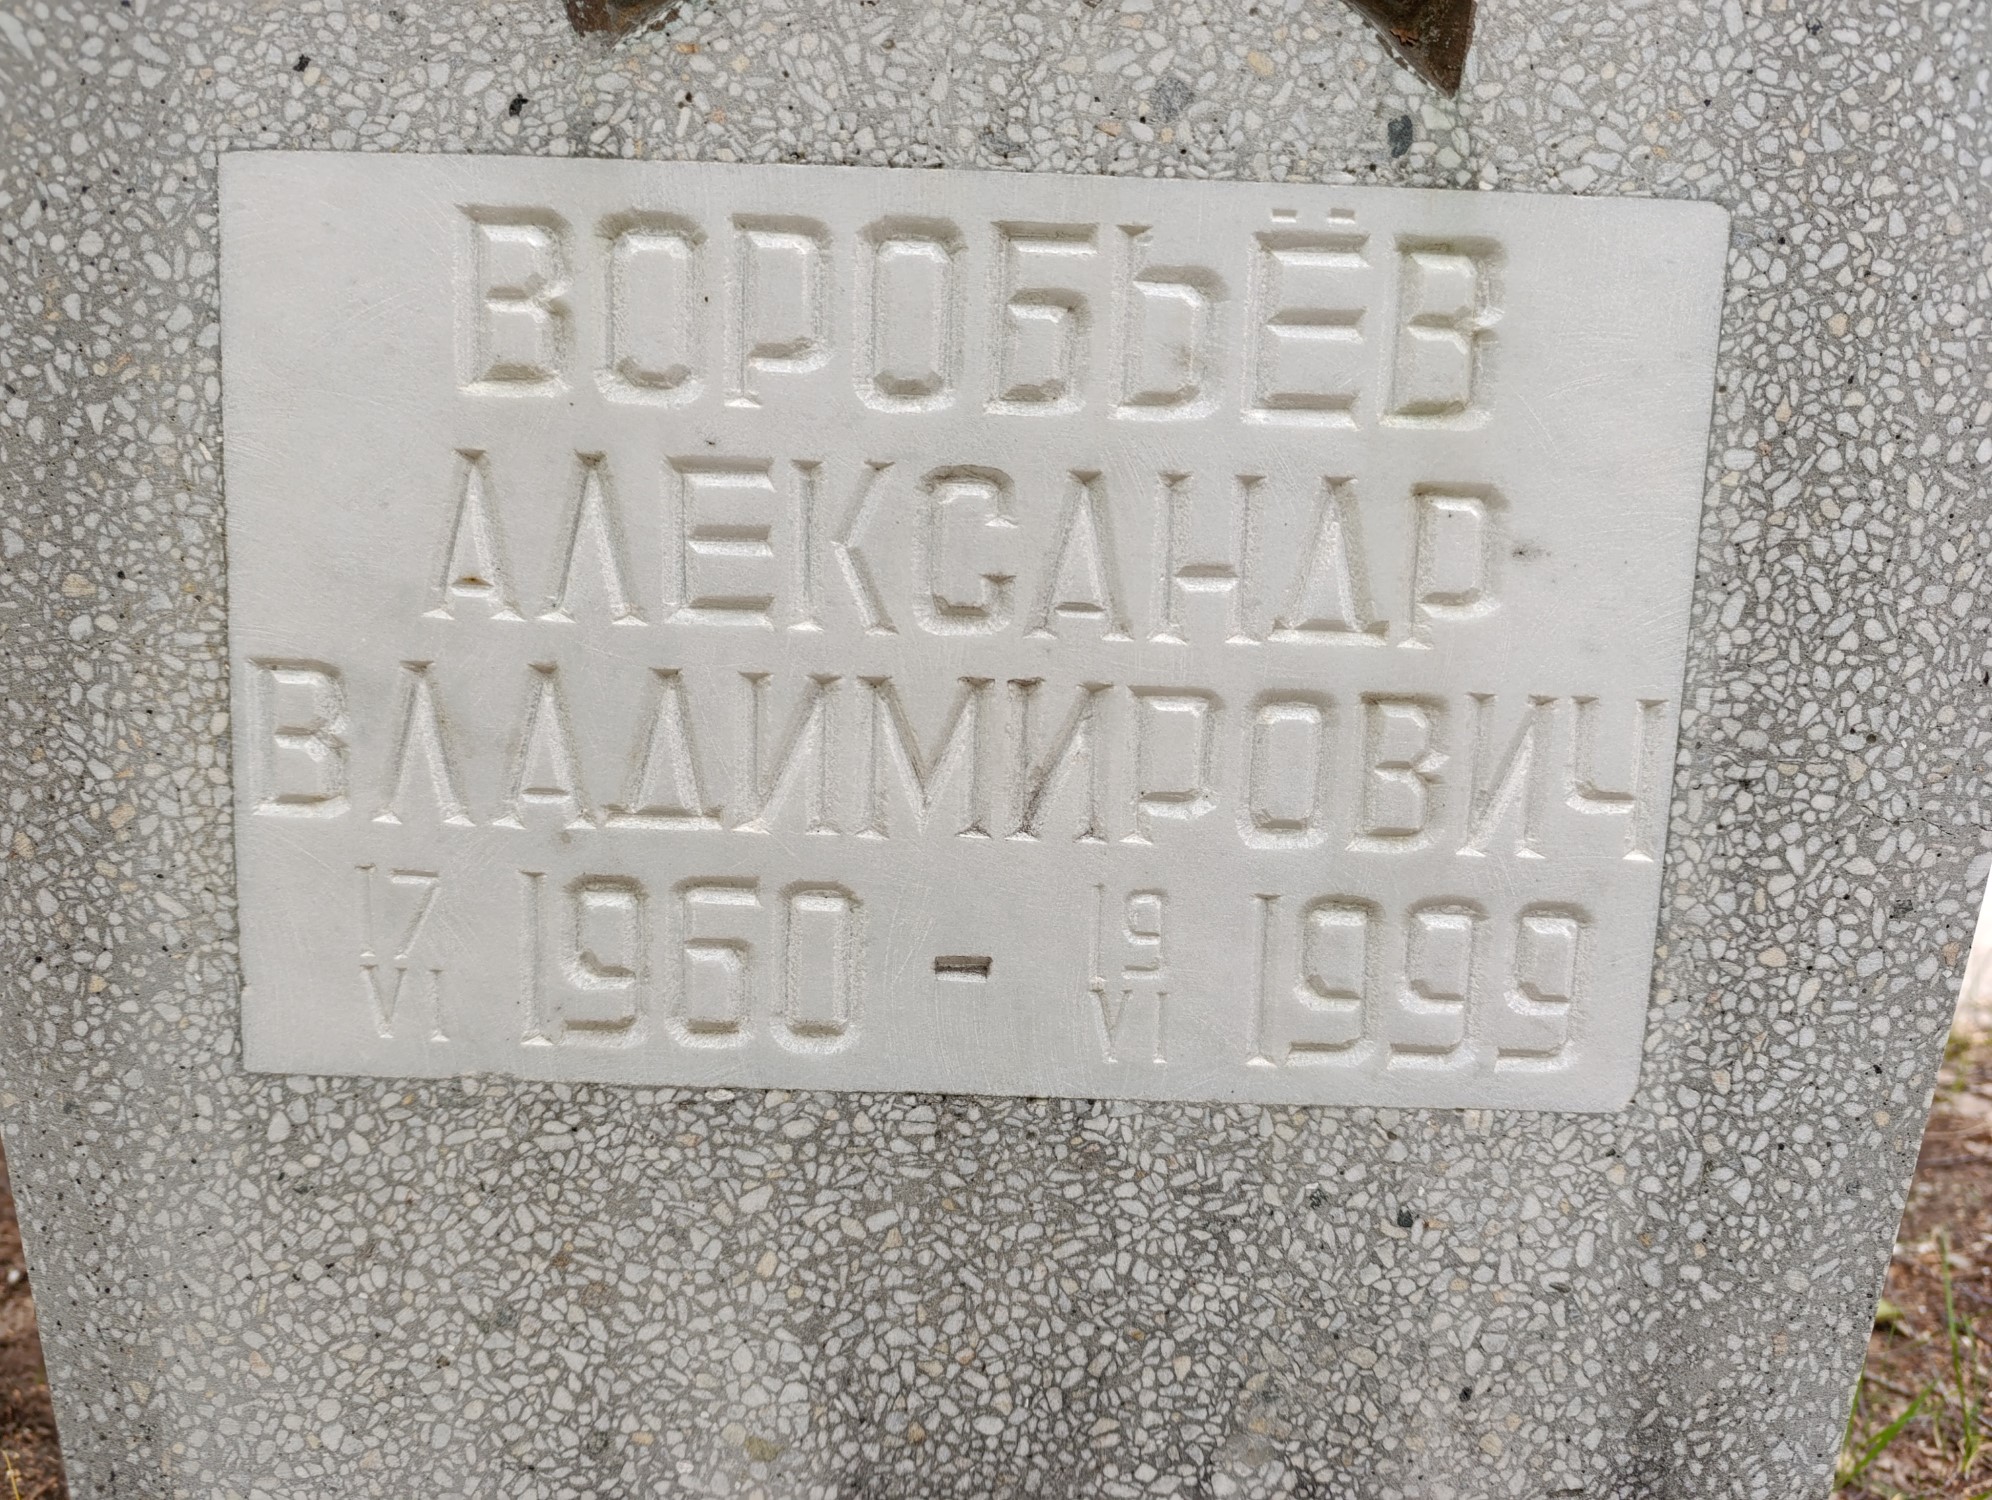 ВОРОБЬЁВ
АЛЕКСАНДР
ВЛАДИМИРОВИЧ
17 VI 1960 - 19 VI 1999